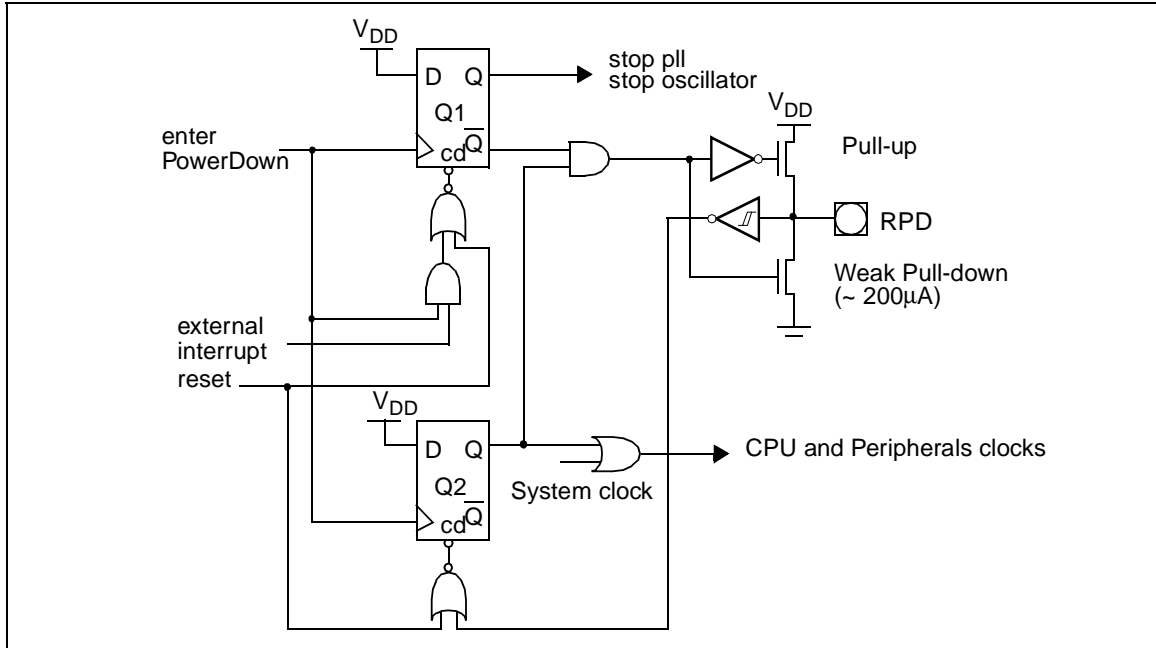 VDD
D Q
Q1
cd Q̅
stop pll
stop oscillator
enter
PowerDown
VDD
Pull-up
RPD
Weak Pull-down
(~ 200µA)
external
interrupt
reset
VDD
D Q
Q2
cd Q̅
System clock
CPU and Peripherals clocks